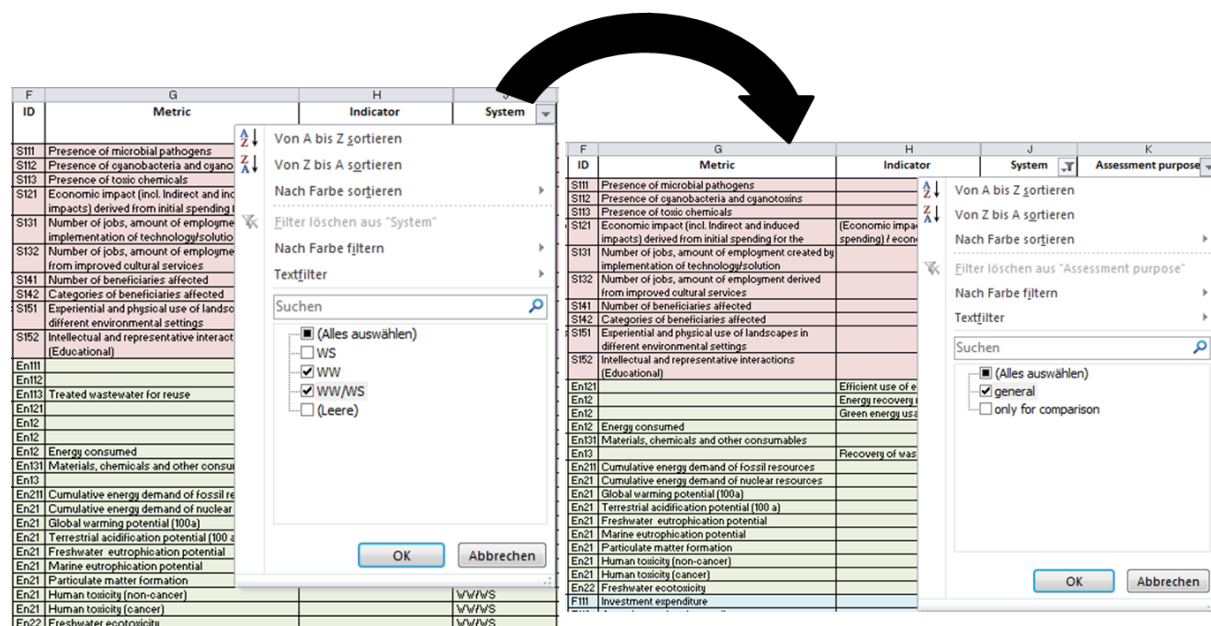 F G H J
ID Metric Indicator System
S111 Presence of microbial pathogens
S112 Presence of cyanobacteria and cyano
S113 Presence of toxic chemicals
S121 Economic impact (incl. Indirect and ind
impacts) derived from initial spending
S131 Number of jobs, amount of employme
implementation of technology/solutio
S132 Number of jobs, amount of employme
from improved cultural services
S141 Number of beneficiaries affected
S142 Categories of beneficiaries affected
S151 Experiential and physical use of landsc
different environmental settings
S152 Intellectual and representative interact
(Educational)
En111
En112
En113 Treated wastewater for reuse
En121
En12
En12
En12 Energy consumed
En131 Materials, chemicals and other consu
En13
En211 Cumulative energy demand of fossil re
En21 Cumulative energy demand of nuclear
En21 Global warming potential (100a)
En21 Terrestrial acidification potential (100 a
En21 Freshwater eutrophication potential
En21 Marine eutrophication potential
En21 Particulate matter formation
En21 Human toxicity (non-cancer) WW/WS
En21 Human toxicity (cancer) WW/WS
En22 Freshwater ecotoxicity WW/WS
Von A bis Z sortieren
Von Z bis A sortieren
Nach Farbe sortieren
Filter löschen aus "System"
Nach Farbe filtern
Textfilter
Suchen
(Alles auswählen)
WS
WW
WW/WS
(Leere)
OK Abbrechen
F G H J K
ID Metric Indicator System Assessment purpose
S111 Presence of microbial pathogens
S112 Presence of cyanobacteria and cyanotoxins
S113 Presence of toxic chemicals
S121 Economic impact (incl. Indirect and induced (Economic impa
impacts) derived from initial spending for the spending) / econ
S131 Number of jobs, amount of employment created by
implementation of technology/solution
S132 Number of jobs, amount of employment derived
from improved cultural services
S141 Number of beneficiaries affected
S142 Categories of beneficiaries affected
S151 Experiential and physical use of landscapes in
different environmental settings
S152 Intellectual and representative interactions
(Educational)
En121 Efficient use of e
En12 Energy recovery
En12 Green energy usa
En12 Energy consumed
En131 Materials, chemicals and other consumables
En13 Recovery of was
En211 Cumulative energy demand of fossil resources
En21 Cumulative energy demand of nuclear resources
En21 Global warming potential (100a)
En21 Terrestrial acidification potential (100 a)
En21 Freshwater eutrophication potential
En21 Marine eutrophication potential
En21 Particulate matter formation
En21 Human toxicity (non-cancer)
En21 Human toxicity (cancer)
En22 Freshwater ecotoxicity
F111 Investment expenditure
Von A bis Z sortieren
Von Z bis A sortieren
Nach Farbe sortieren
Filter löschen aus "Assessment purpose"
Nach Farbe filtern
Textfilter
Suchen
(Alles auswählen)
general
only for comparison
OK Abbrechen